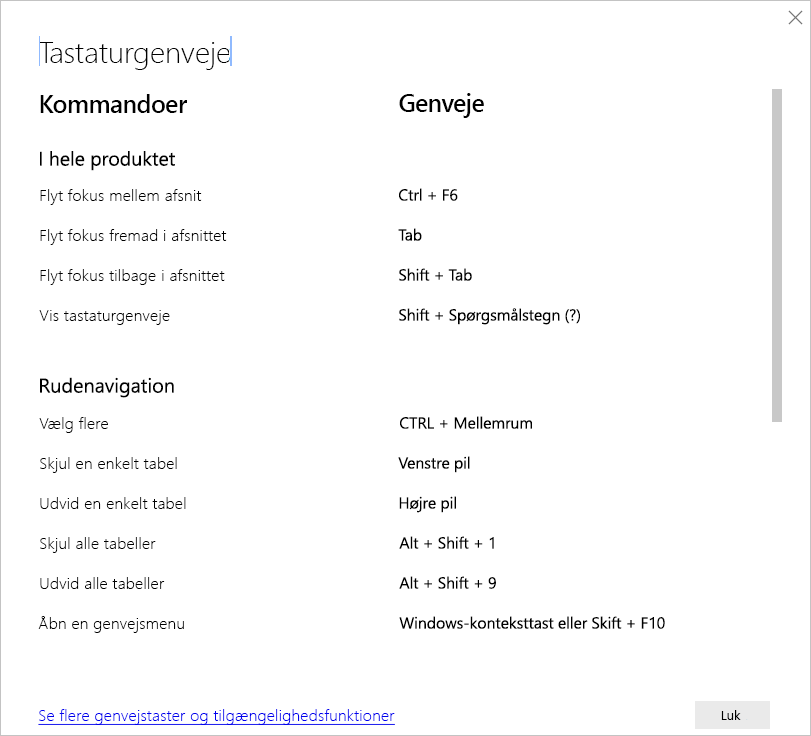 Tastaturgenveje
Kommandoer Genveje
I hele produktet
Flyt fokus mellem afsnit Ctrl + F6
Flyt fokus fremad i afsnittet Tab
Flyt fokus tilbage i afsnittet Shift + Tab
Vis tastaturgenveje Shift + Spørgsmålstegn (?)
Rudenavigation
Vælg flere CTRL + Mellemrum
Skjul en enkelt tabel Venstre pil
Udvid en enkelt tabel Højre pil
Skjul alle tabeller Alt + Shift + 1
Udvid alle tabeller Alt + Shift + 9
Åbn en genvejsmenu Windows-konteksttast eller Skift + F10
Se flere genvejstaster og tilgængelighedsfunktioner Luk